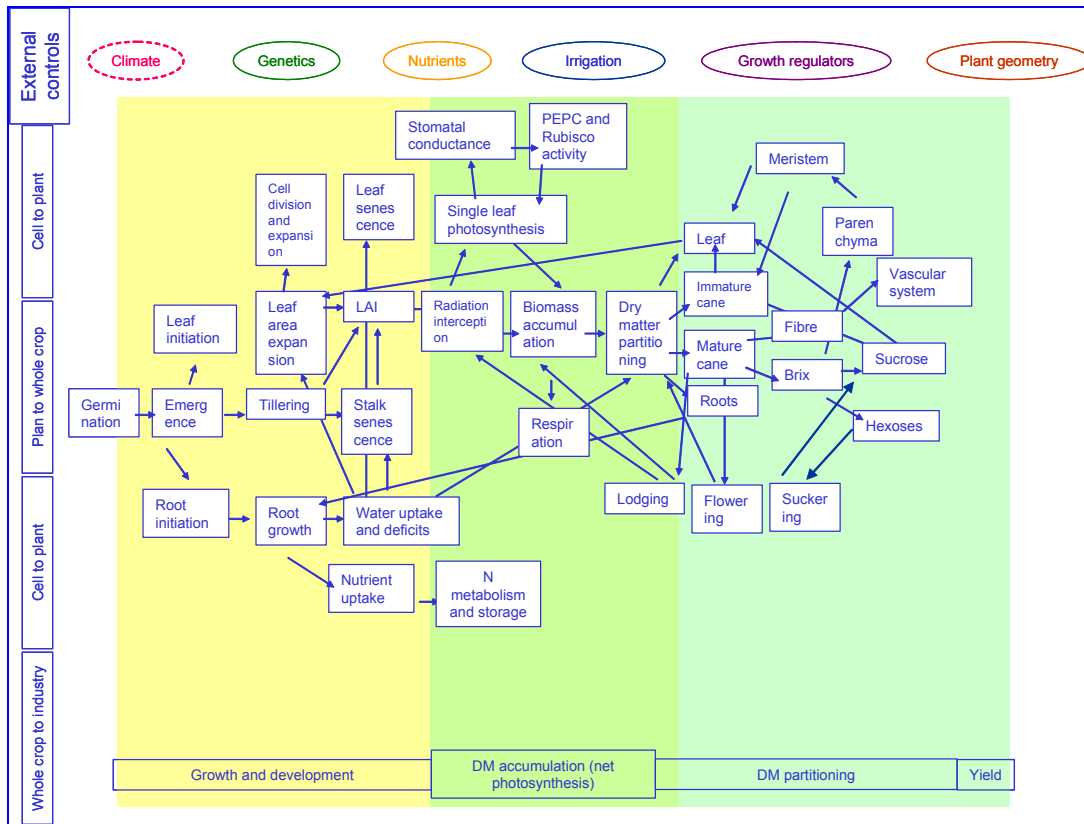 External
controls
Climate
Genetics
Nutrients
Irrigation
Growth regulators
Plant geometry
Cell to plant
Stomatal
conductance
PEPC and
Rubisco
activity
Meristem
Cell
division and
expansi
on
Leaf
senes
cence
Single leaf
photosynthesis
Leaf
Paren
chyma
Vascular
system
Plan to whole crop
Leaf
initiation
Leaf
area
expan
sion
LAI
Radiation
intercepti
on
Biomass
accumul
ation
Dry
matter
partitio
ning
Immature
cane
Mature
cane
Fibre
Brix
Sucrose
Germi
nation
Emerg
ence
Tillering
Stalk
senes
cence
Respir
ation
Roots
Hexoses
Cell to plant
Root
initiation
Root
growth
Water uptake
and deficits
Lodging
Flower
ing
Sucker
ing
Nutrient
uptake
N
metabolism
and storage
Whole crop to industry
Growth and development
DM accumulation (net
photosynthesis)
DM partitioning
Yield